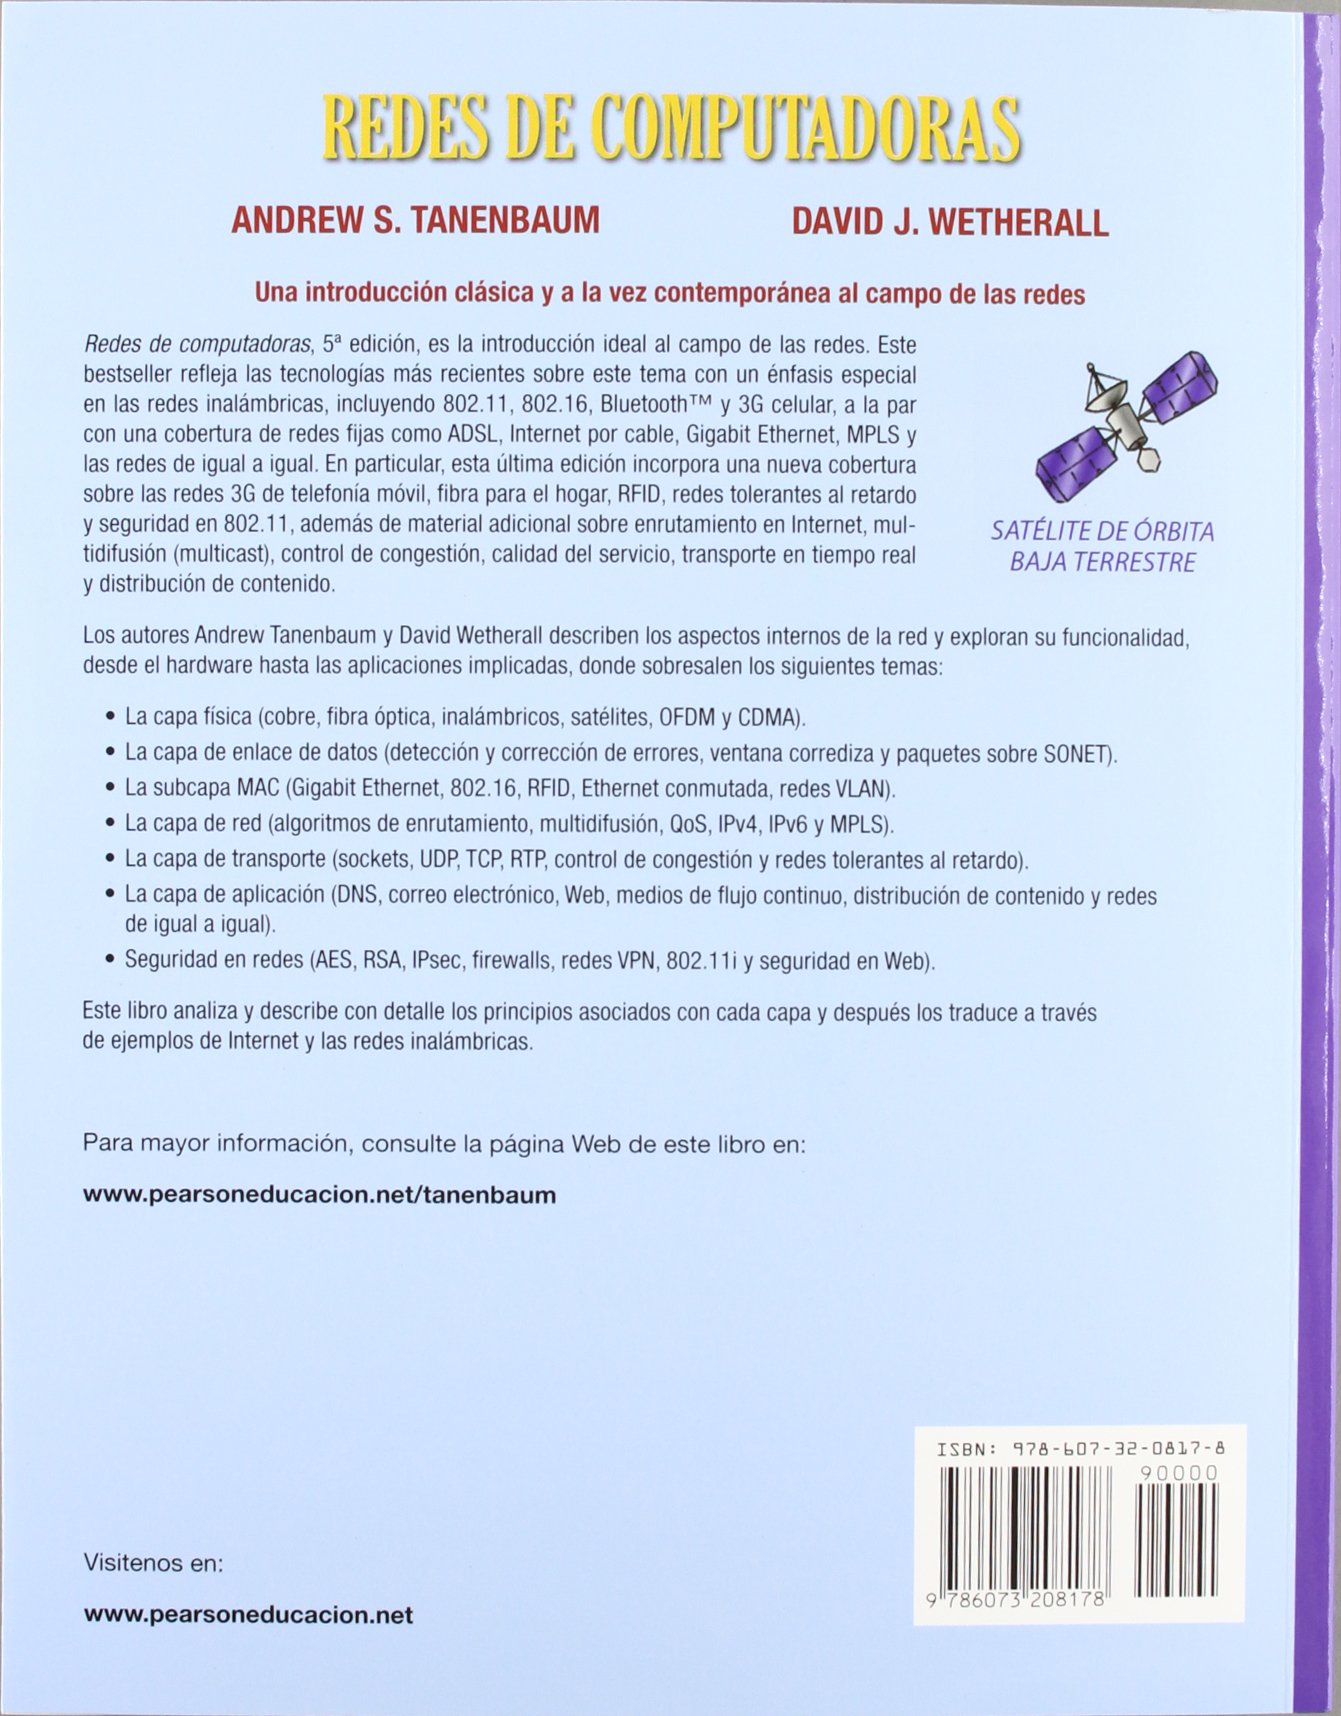 REDES DE COMPUTADORAS
ANDREW S. TANENBAUM DAVID J. WETHERALL
Una introducción clásica y a la vez contemporánea al campo de las redes
Redes de computadoras, 5ª edición, es la introducción ideal al campo de las redes. Este
bestseller refleja las tecnologías más recientes sobre este tema con un énfasis especial
en las redes inalámbricas, incluyendo 802.11, 802.16, Bluetooth™ y 3G celular, a la par
con una cobertura de redes fijas como ADSL, Internet por cable, Gigabit Ethernet, MPLS y
las redes de igual a igual. En particular, esta última edición incorpora una nueva cobertura
sobre las redes 3G de telefonía móvil, fibra para el hogar, RFID, redes tolerantes al retardo
y seguridad en 802.11, además de material adicional sobre enrutamiento en Internet, mul-
tidifusión (multicast), control de congestión, calidad del servicio, transporte en tiempo real
y distribución de contenido.
SATÉLITE DE ÓRBITA
BAJA TERRESTRE
Los autores Andrew Tanenbaum y David Wetherall describen los aspectos internos de la red y exploran su funcionalidad,
desde el hardware hasta las aplicaciones implicadas, donde sobresalen los siguientes temas:
• La capa física (cobre, fibra óptica, inalámbricos, satélites, OFDM y CDMA).
• La capa de enlace de datos (detección y corrección de errores, ventana corrediza y paquetes sobre SONET).
• La subcapa MAC (Gigabit Ethernet, 802.16, RFID, Ethernet conmutada, redes VLAN).
• La capa de red (algoritmos de enrutamiento, multidifusión, QoS, IPv4, IPv6 y MPLS).
• La capa de transporte (sockets, UDP, TCP, RTP, control de congestión y redes tolerantes al retardo).
• La capa de aplicación (DNS, correo electrónico, Web, medios de flujo continuo, distribución de contenido y redes
de igual a igual).
• Seguridad en redes (AES, RSA, IPsec, firewalls, redes VPN, 802.11i y seguridad en Web).
Este libro analiza y describe con detalle los principios asociados con cada capa y después los traduce a través
de ejemplos de Internet y las redes inalámbricas.
Para mayor información, consulte la página Web de este libro en:
www.pearsoneducacion.net/tanenbaum
Visitenos en:
www.pearsoneducacion.net
ISBN: 978-607-32-0817-8
90000
9 786073 208178